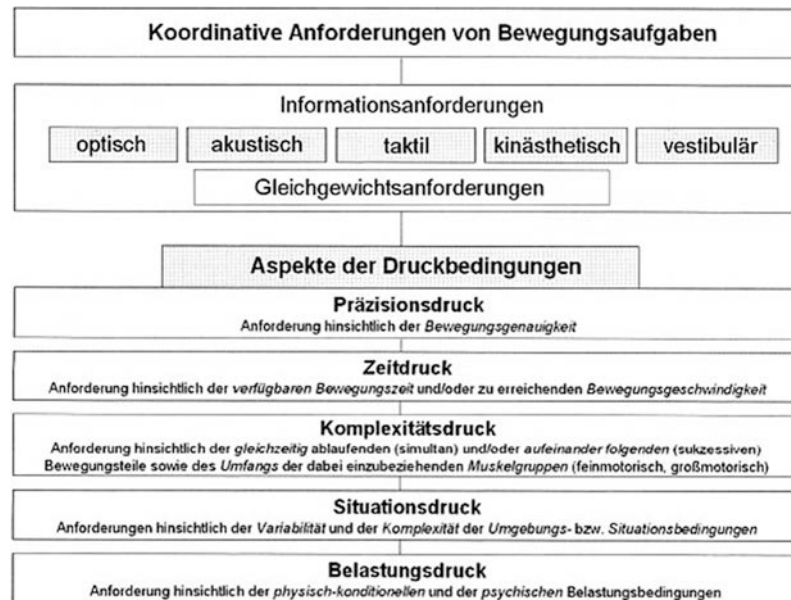 Koordinative Anforderungen von Bewegungsaufgaben
Informationsanforderungen
optisch akustisch taktil kinästhetisch vestibulär
Gleichgewichtsanforderungen
Aspekte der Druckbedingungen
Präzisionsdruck
Anforderung hinsichtlich der Bewegungsgenauigkeit
Zeitdruck
Anforderung hinsichtlich der verfügbaren Bewegungszeit und/oder zu erreichenden Bewegungsgeschwindigkeit
Komplexitätsdruck
Anforderung hinsichtlich der gleichzeitig ablaufenden (simultan) und/oder aufeinander folgenden (sukzessiven)
Bewegungsteile sowie des Umfangs der dabei einzubeziehenden Muskelgruppen (feinmotorisch, großmotorisch)
Situationsdruck
Anforderungen hinsichtlich der Variabilität und der Komplexität der Umgebungs- bzw. Situationsbedingungen
Belastungsdruck
Anforderung hinsichtlich der physisch-konditionellen und der psychischen Belastungsbedingungen